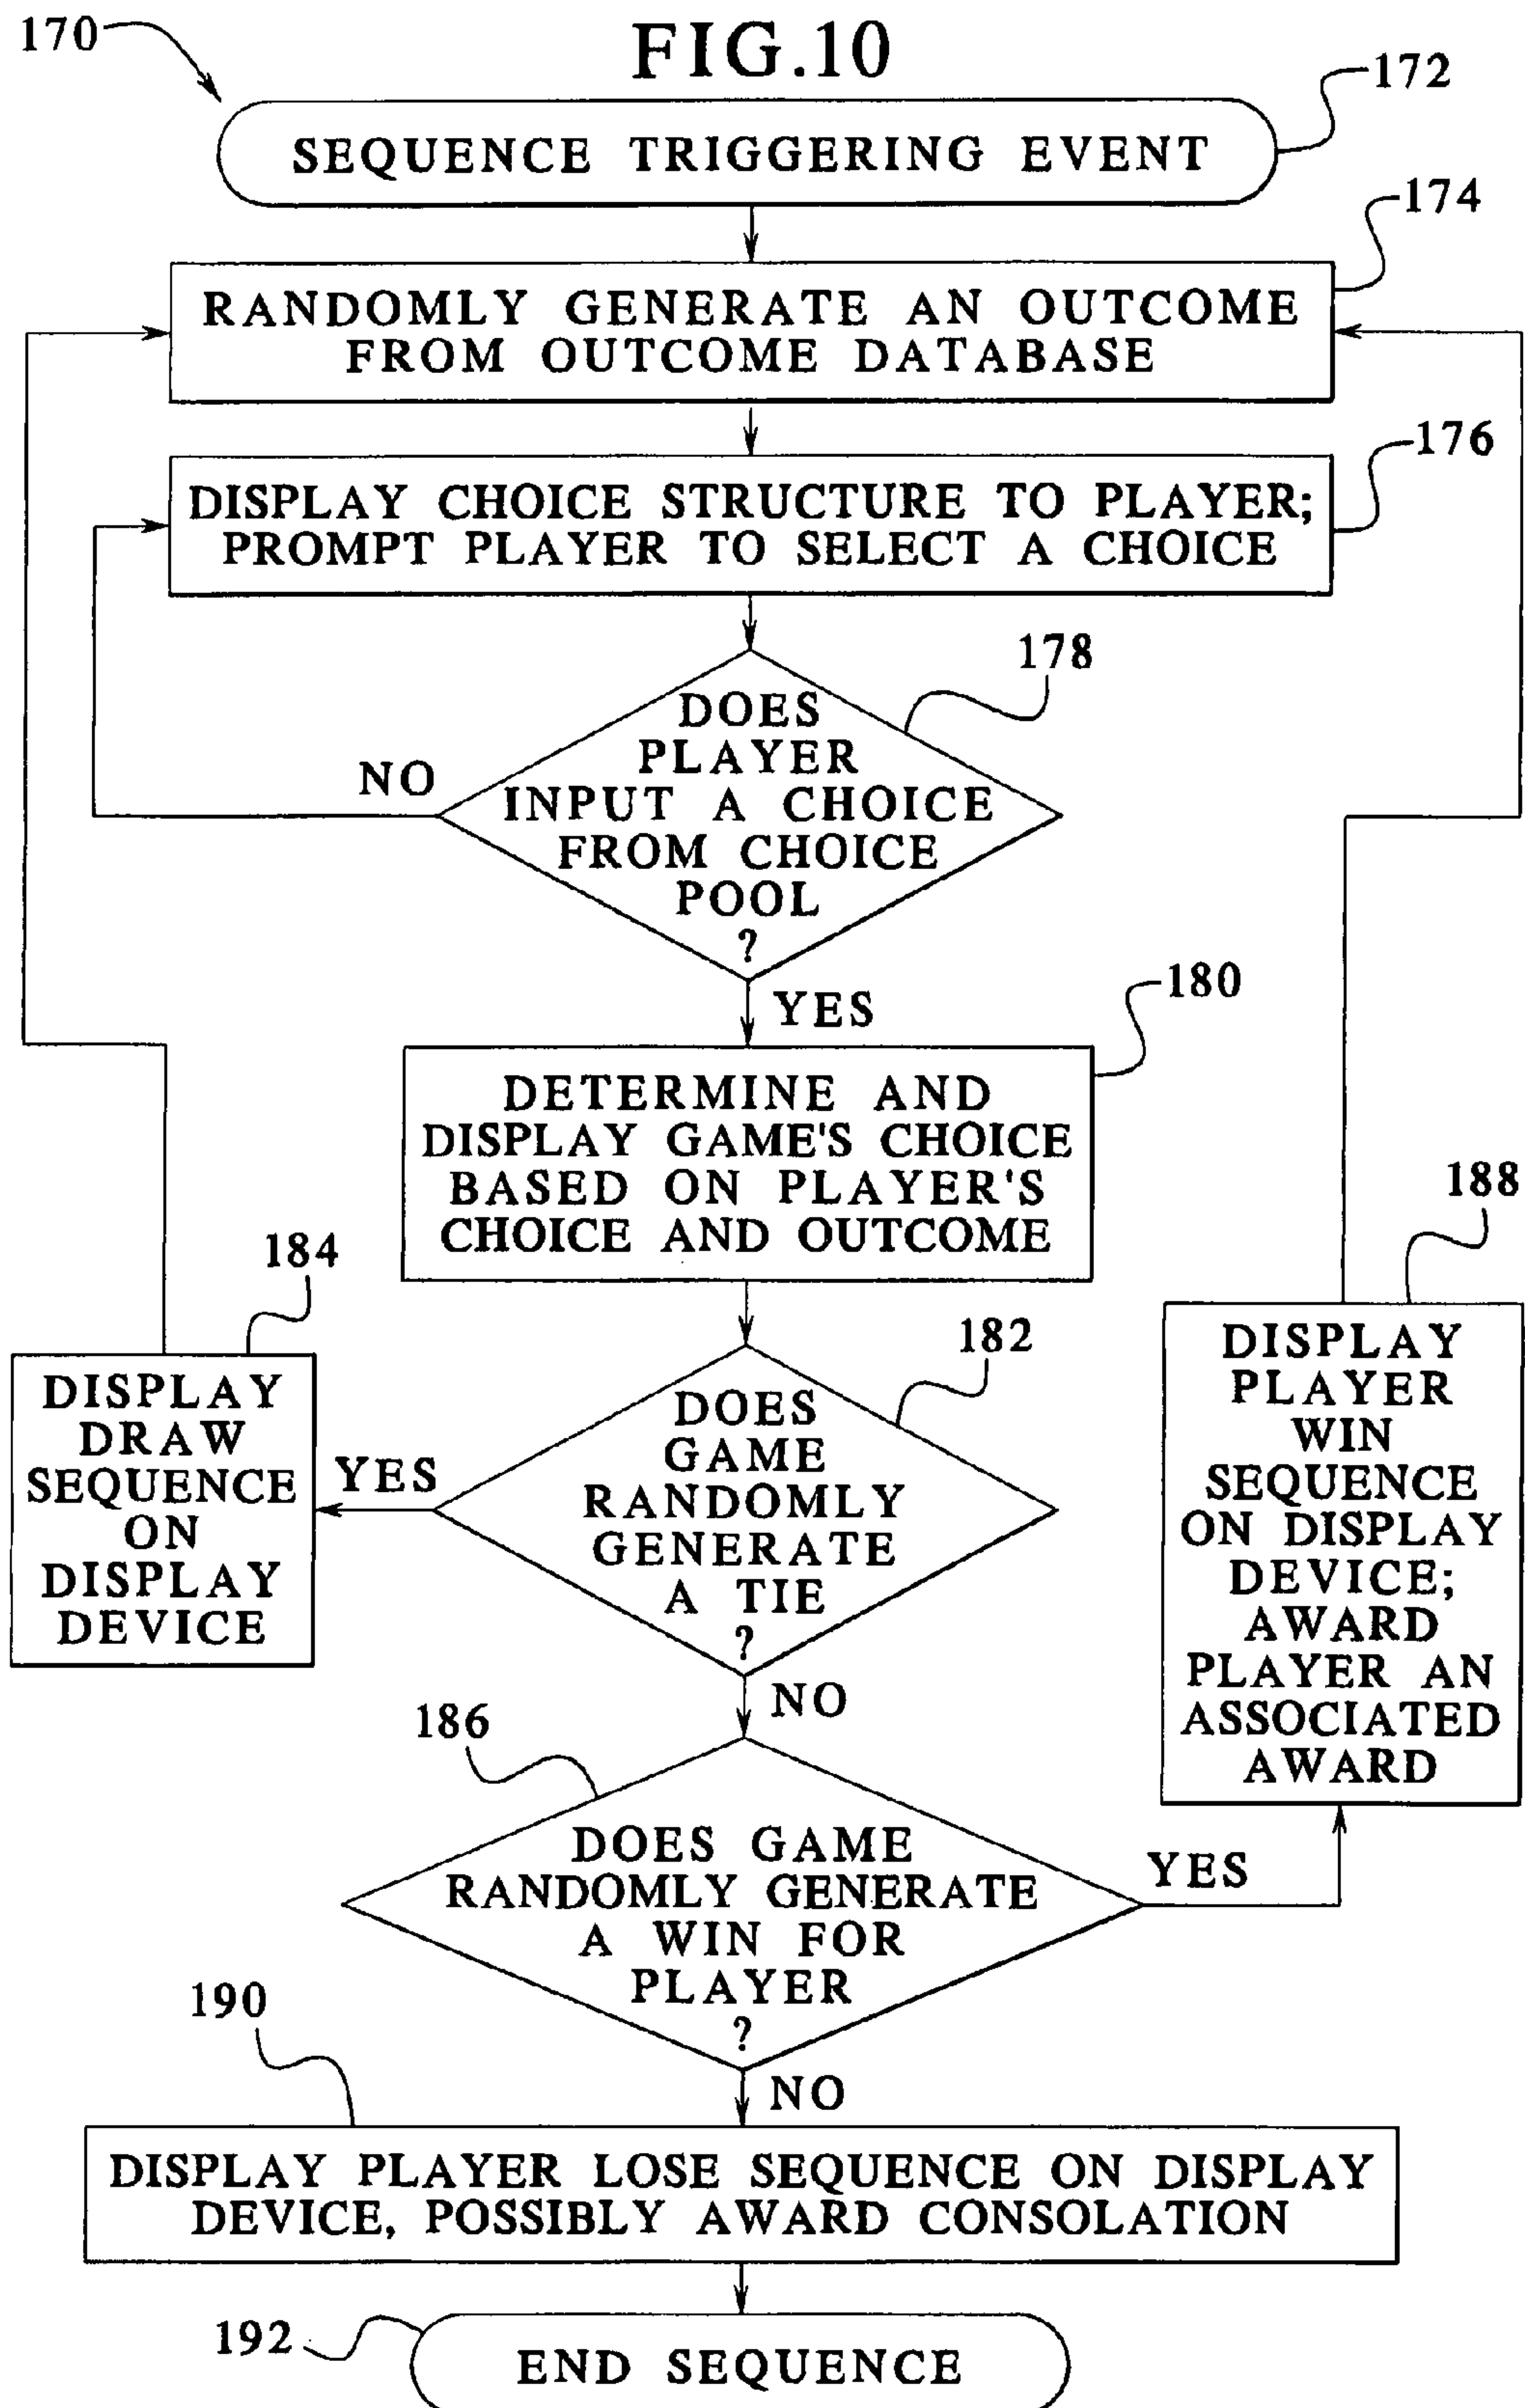 170
FIG.10
172
SEQUENCE TRIGGERING EVENT
174
RANDOMLY GENERATE AN OUTCOME
FROM OUTCOME DATABASE
176
DISPLAY CHOICE STRUCTURE TO PLAYER;
PROMPT PLAYER TO SELECT A CHOICE
178
DOES
PLAYER
INPUT A CHOICE
FROM CHOICE
POOL
?
NO
YES
180
DETERMINE AND
DISPLAY GAME'S CHOICE
BASED ON PLAYER'S
CHOICE AND OUTCOME
182
DOES
GAME
RANDOMLY
GENERATE
A TIE
?
YES
184
DISPLAY
DRAW
SEQUENCE
ON
DISPLAY
DEVICE
NO
186
DOES GAME
RANDOMLY GENERATE
A WIN FOR
PLAYER
?
YES
188
DISPLAY
PLAYER
WIN
SEQUENCE
ON DISPLAY
DEVICE;
AWARD
PLAYER AN
ASSOCIATED
AWARD
NO
190
DISPLAY PLAYER LOSE SEQUENCE ON DISPLAY
DEVICE, POSSIBLY AWARD CONSOLATION
192
END SEQUENCE